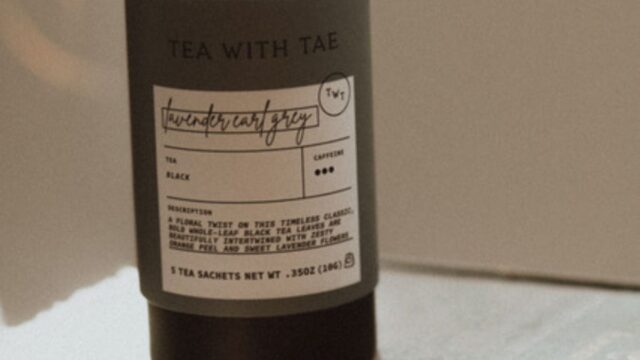 TEA WITH TAE
TWT
lavender earl grey
TEA
BLACK
CAFFEINE
DESCRIPTION
A FLORAL TWIST ON THIS TIMELESS CLASSIC,
BOLD WHOLE-LEAF BLACK TEA LEAVES ARE
BEAUTIFULLY INTERTWINED WITH ZESTY
ORANGE PEEL AND SWEET LAVENDER FLOWERS
5 TEA SACHETS NET WT .35OZ (10G)